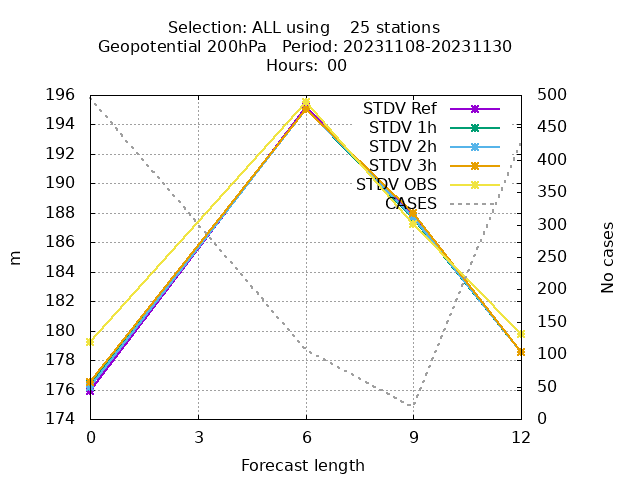 Selection: ALL using    25 stations
Geopotential 200hPa   Period: 20231108-20231130
Hours:  00
196
194
192
190
188
186
184
182
180
178
176
174
m
500
450
400
350
300
250
200
150
100
50
0
No cases
STDV Ref
STDV 1h
STDV 2h
STDV 3h
STDV OBS
CASES
0 3 6 9 12
Forecast length